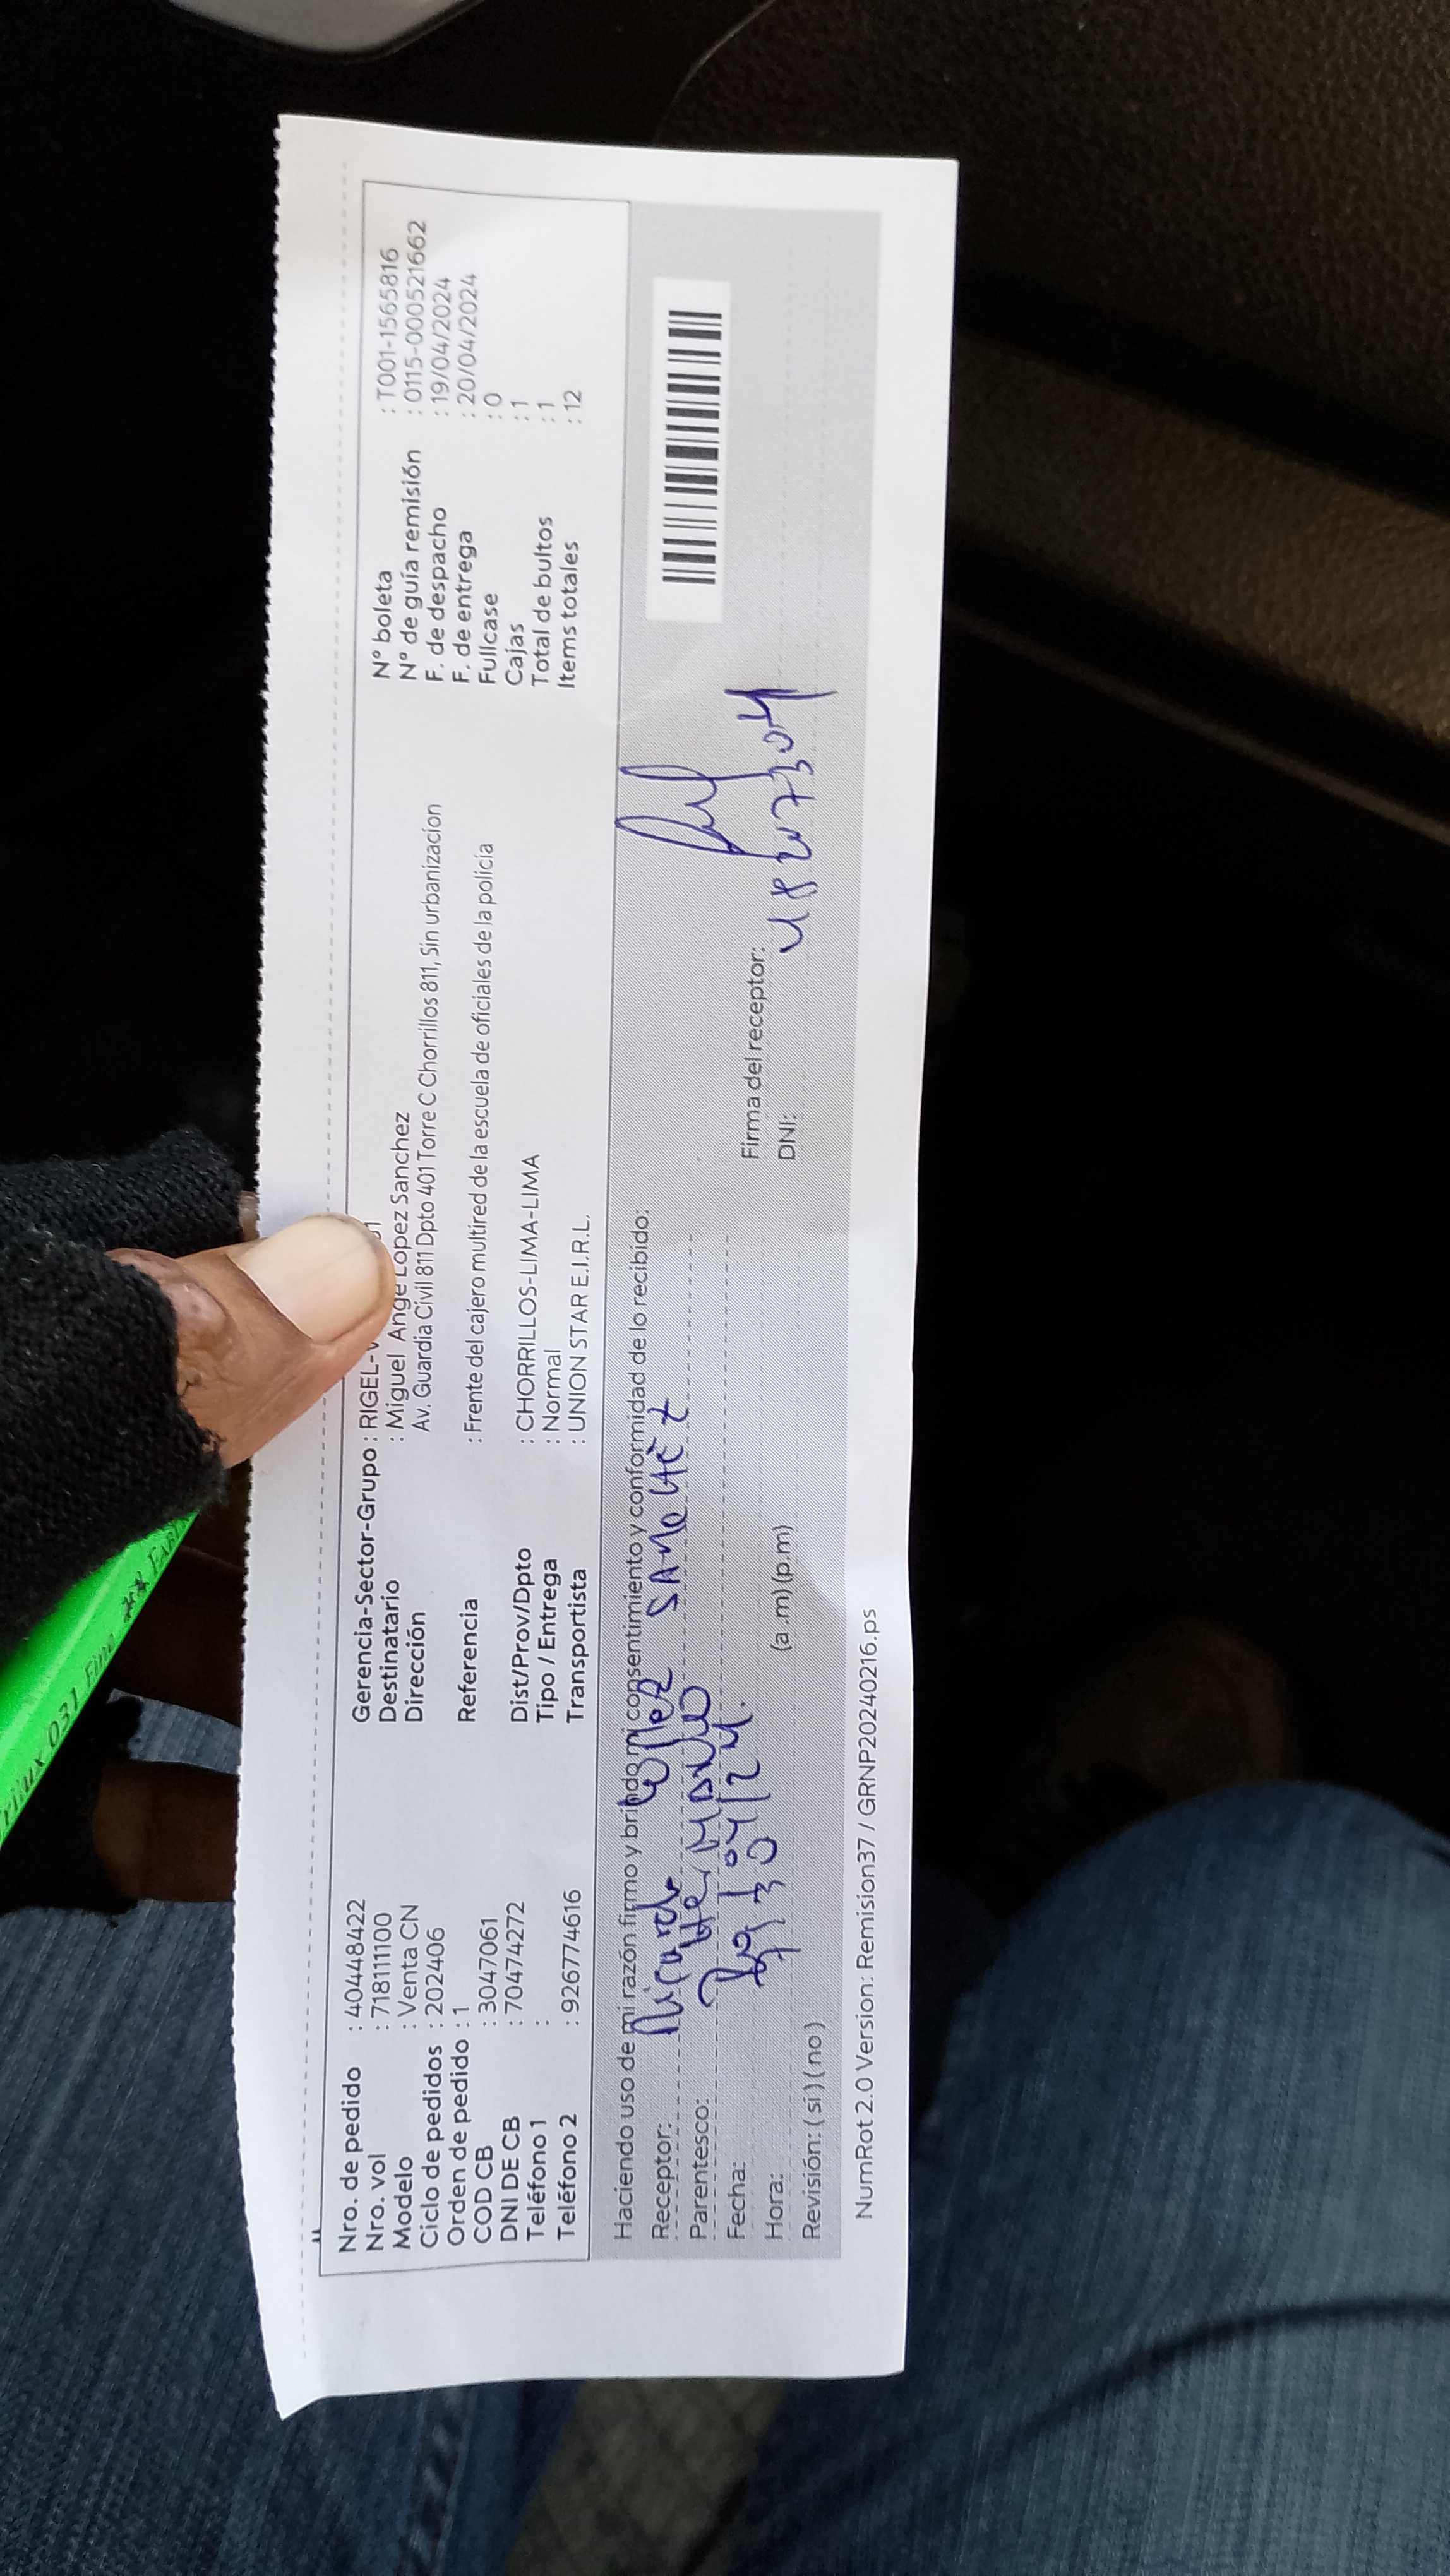 Nro. de pedido : 40448422
Nro. vol : 718111100
Modelo : Venta CN
Ciclo de pedidos : 202406
Orden de pedido : 1
COD CB : 3047061
DNI DE CB : 70474272
Teléfono 1 :
Teléfono 2 : 926774616
Gerencia-Sector-Grupo : RIGEL-
Destinatario : Miguel Ange Lopez Sanchez
Dirección Av. Guardia Civil 811 Dpto 401 Torre C Chorrillos 811, Sin urbanizacion
Referencia : Frente del cajero multired de la escuela de oficiales de la policia
Dist/Prov/Dpto : CHORRILLOS-LIMA-LIMA
Tipo / Entrega : Normal
Transportista : UNION STAR E.I.R.L.
N° boleta : T001-1565816
N° de guía remisión : 0115-000521662
F. de despacho : 19/04/2024
F. de entrega : 20/04/2024
Fullcase : 0
Cajas : 1
Total de bultos : 1
Items totales : 12
Haciendo uso de mi razón firmo y brindo mi consentimiento y conformidad de lo recibido:
Receptor: Ricardo
Parentesco:
Fecha:
Hora: (a.m) (p.m)
Revisión: ( si ) ( no )
Firma del receptor:
DNI: 48207304
NumRot 2.0 Version: Remision37 / GRNP20240216.ps
031 Fine